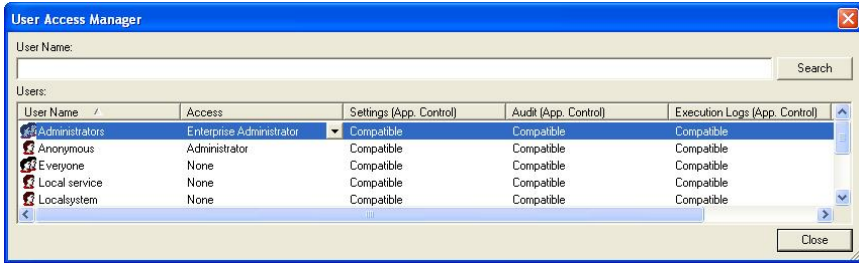 User Access Manager
User Name:
Search
Users:
User Name Access Settings (App. Control) Audit (App. Control) Execution Logs (App. Control)
Administrators Enterprise Administrator Compatible Compatible Compatible
Anonymous Administrator Compatible Compatible Compatible
Everyone None Compatible Compatible Compatible
Local service None Compatible Compatible Compatible
Localsystem None Compatible Compatible Compatible
Close